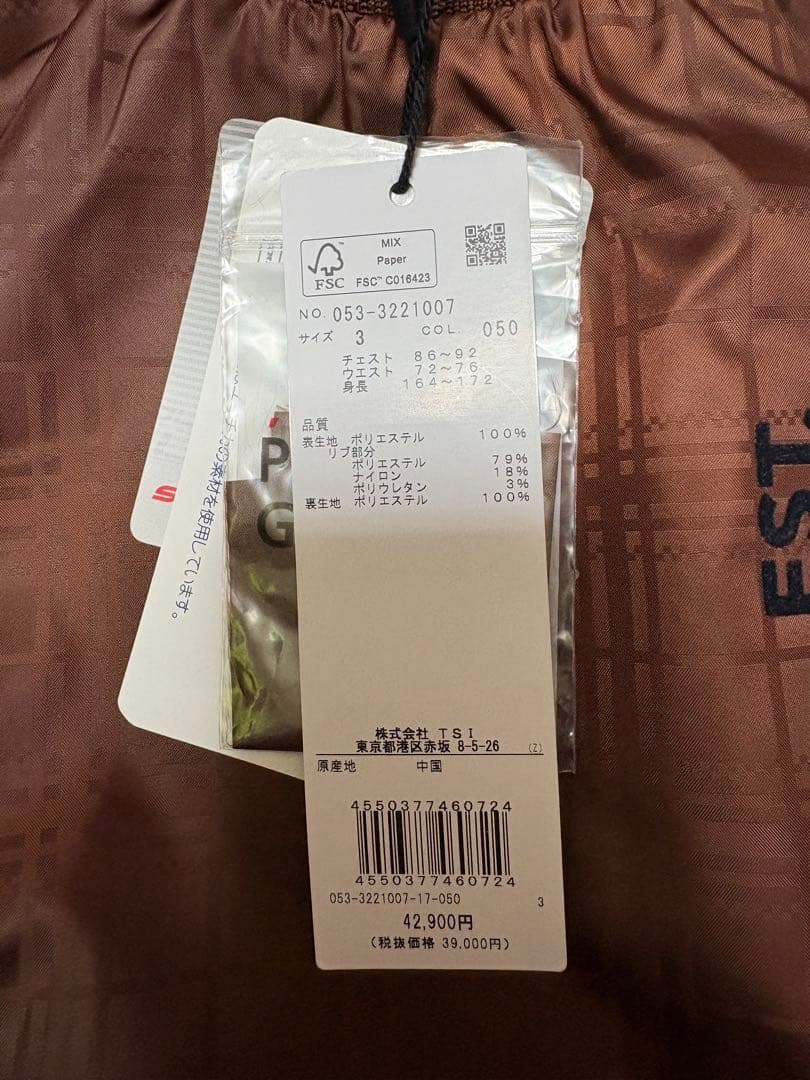 MIX
Paper
FSC™ C016423
FSC
NO. 053-3221007
サイズ 3 COL. 050
チェスト 86~92
ウエスト 72~76
身長 164~172
品質
表生地 ポリエステル 100%
リブ部分
ポリエステル 79%
ナイロン 18%
ポリウレタン 3%
裏生地 ポリエステル 100%
株式会社 TSI
東京都港区赤坂 8-5-26 (Z)
原産地 中国
4550377460724
4550377460724
053-3221007-17-050 3
42,900円
(税抜価格 39,000円)
P
G
S
の素材を使用しています。
EST.